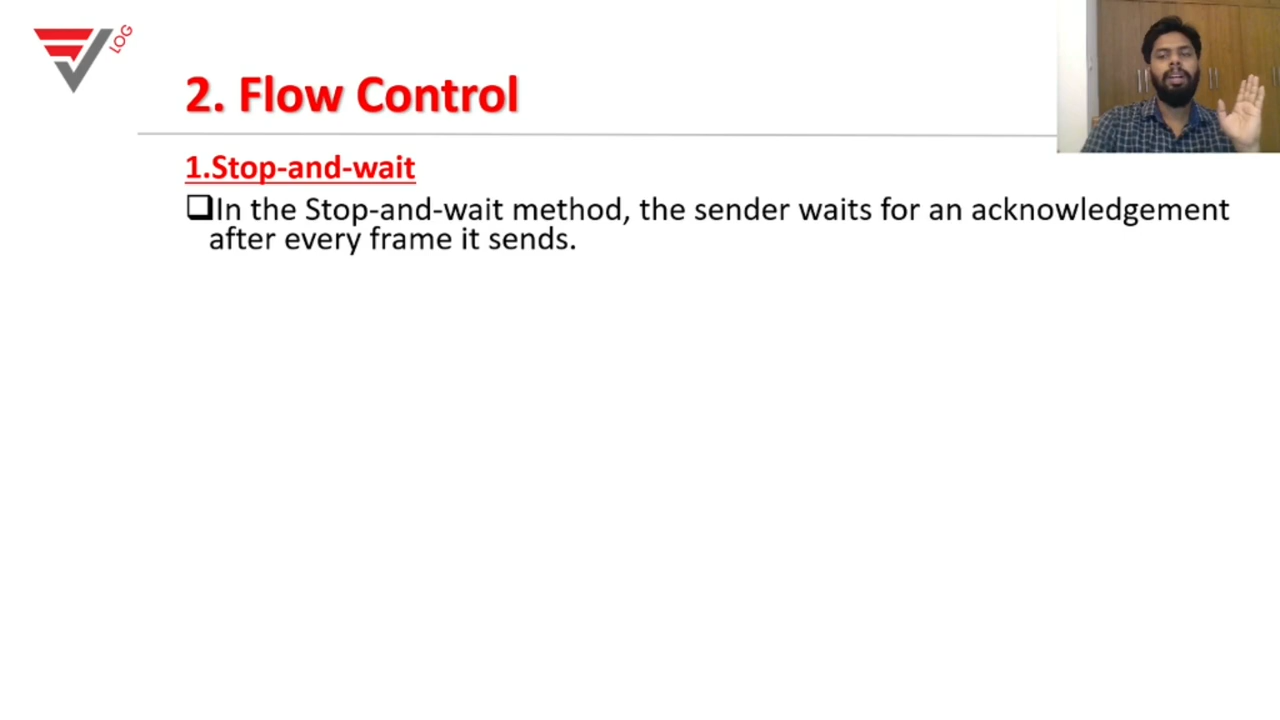 LOG
2. Flow Control
1.Stop-and-wait
❑In the Stop-and-wait method, the sender waits for an acknowledgement
after every frame it sends.